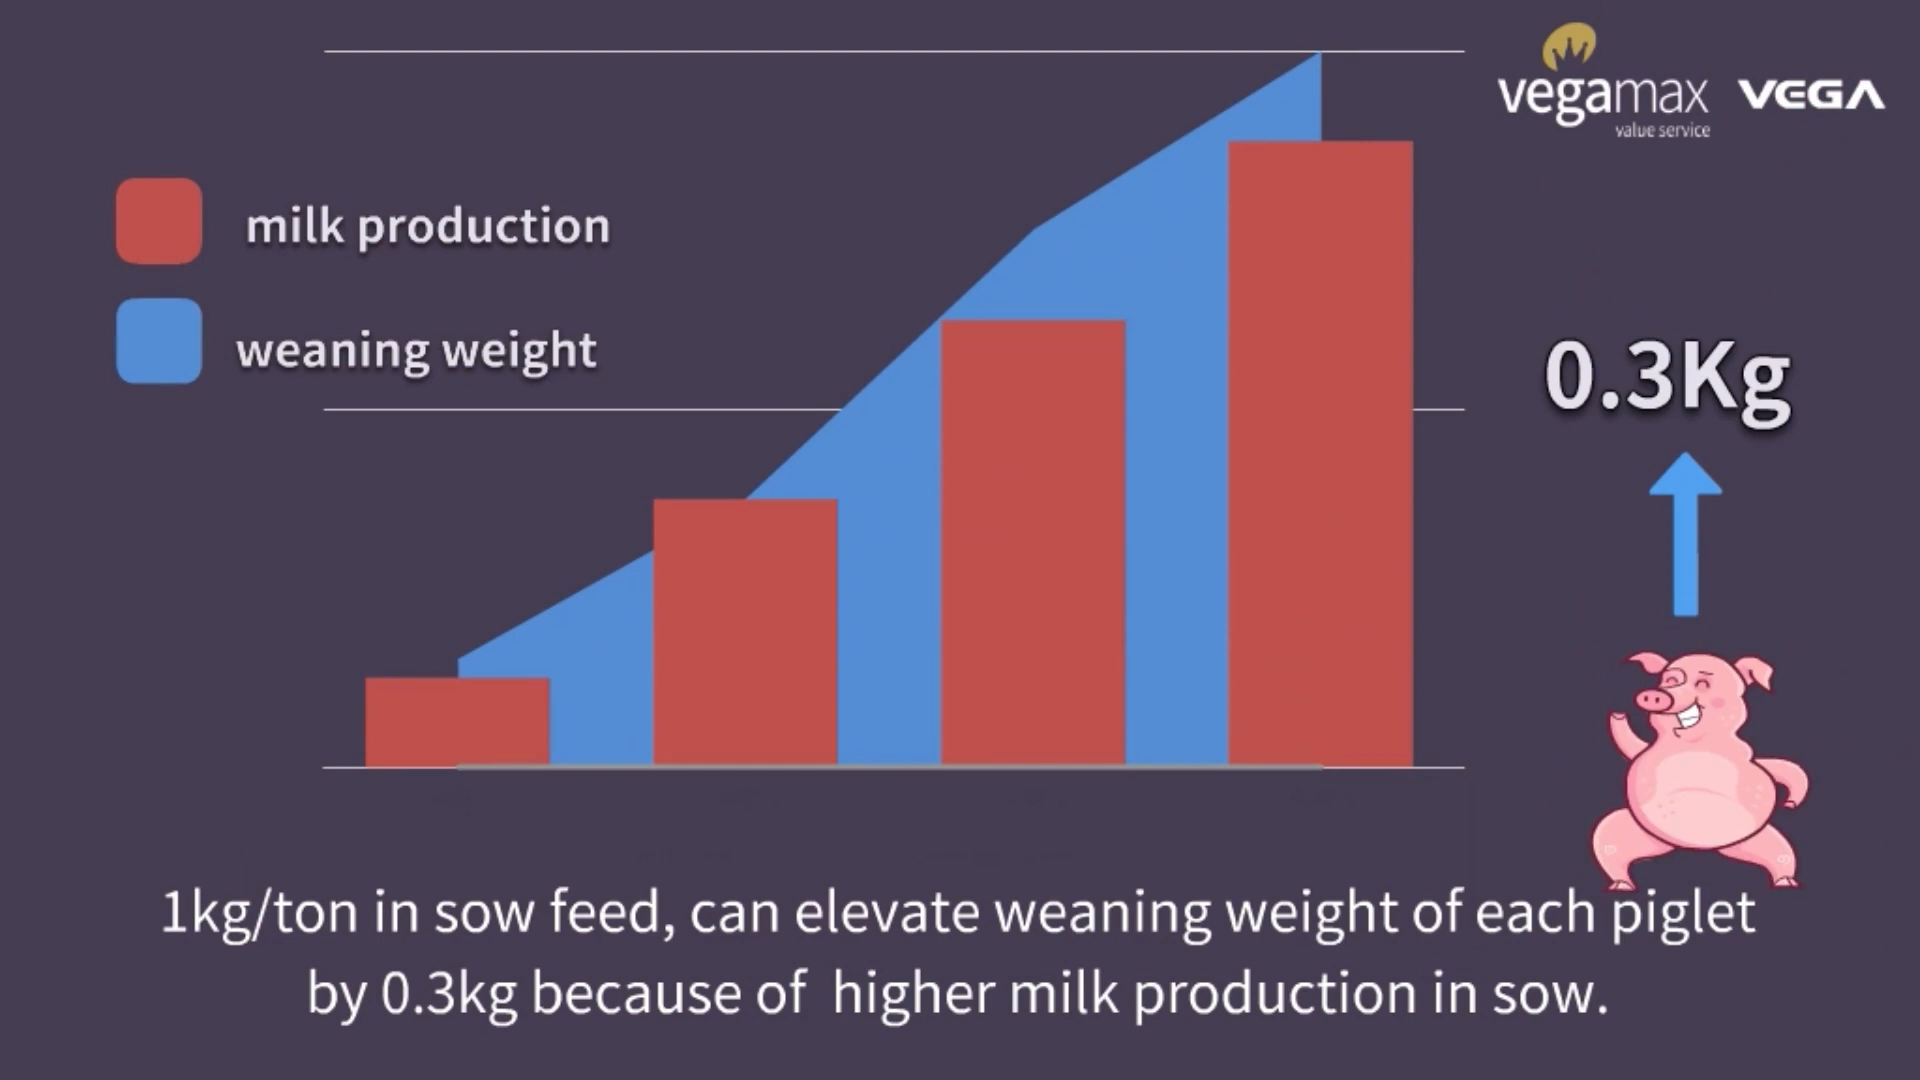 vegamax
value service
VEGA
milk production
weaning weight
0.3Kg
1kg/ton in sow feed, can elevate weaning weight of each piglet
by 0.3kg because of higher milk production in sow.